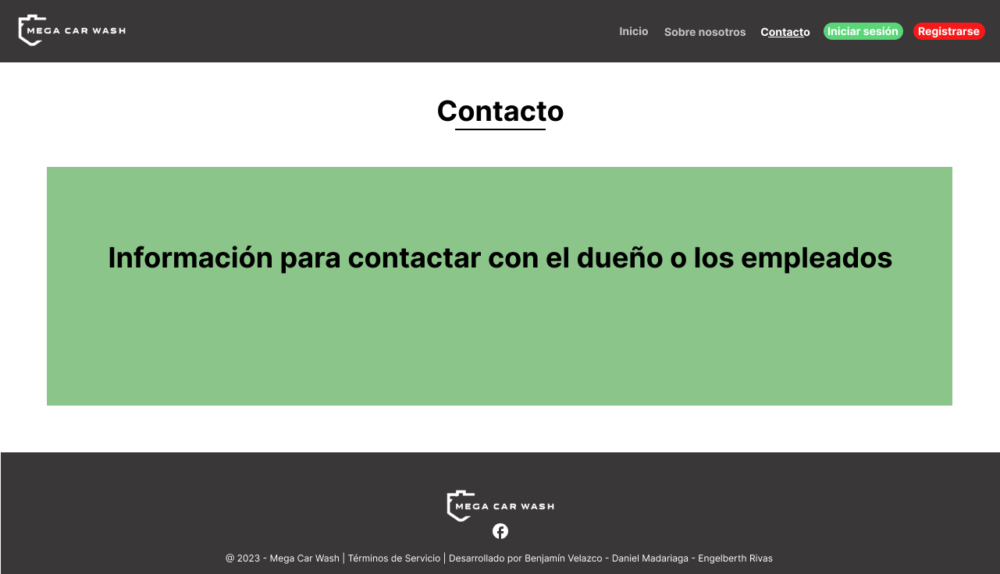 MEGA CAR WASH
Inicio Sobre nosotros Contacto Iniciar sesión Registrarse
Contacto
Información para contactar con el dueño o los empleados
MEGA CAR WASH
@ 2023 - Mega Car Wash | Términos de Servicio | Desarrollado por Benjamín Velazco - Daniel Madariaga - Engelberth Rivas